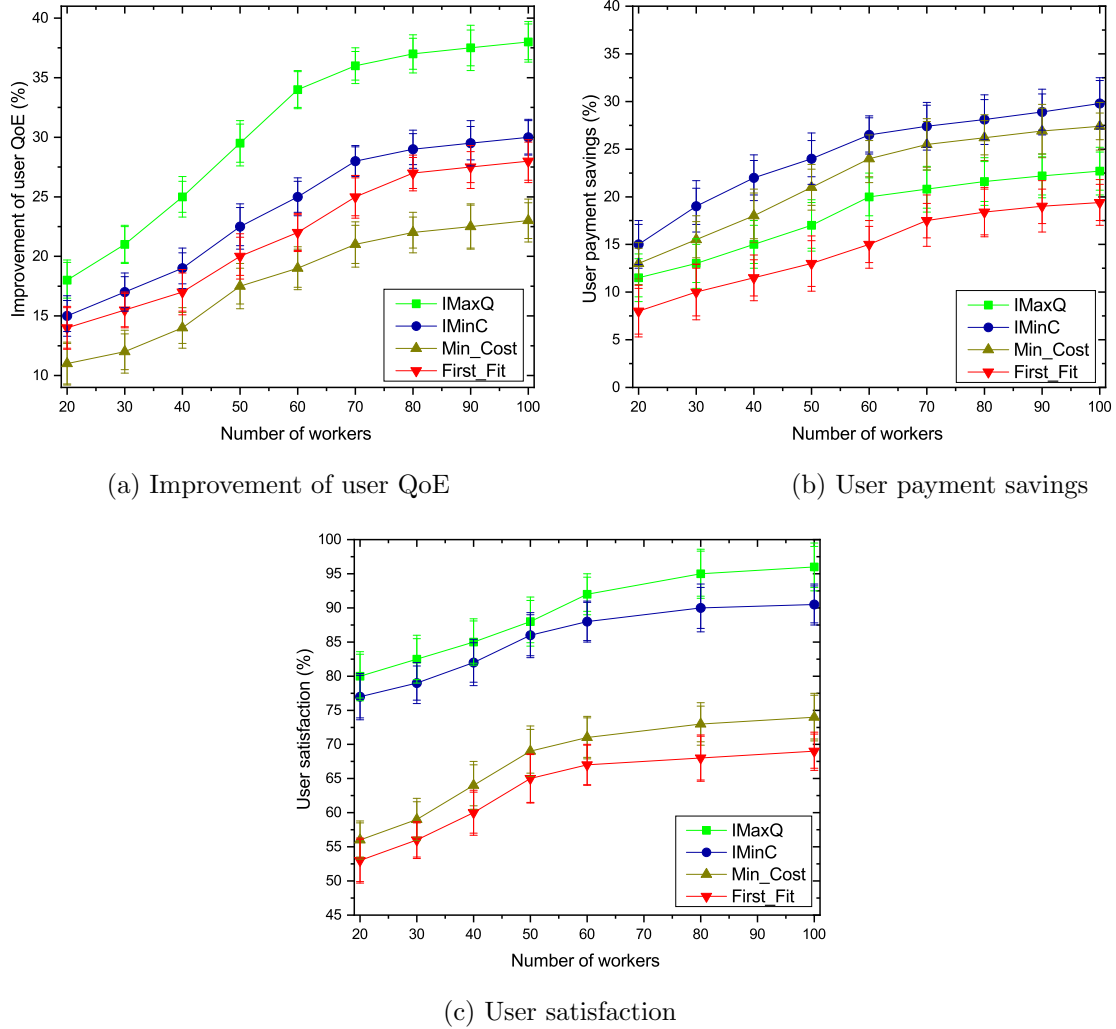 Improvement of user QoE (%)
40
35
30
25
20
15
10
20 30 40 50 60 70 80 90 100
Number of workers
IMaxQ
IMinC
Min_Cost
First_Fit
(a) Improvement of user QoE
User payment savings (%)
40
35
30
25
20
15
10
5
0
20 30 40 50 60 70 80 90 100
Number of workers
IMaxQ
IMinC
Min_Cost
First_Fit
(b) User payment savings
User satisfaction (%)
100
95
90
85
80
75
70
65
60
55
50
45
20 30 40 50 60 70 80 90 100
Number of workers
IMaxQ
IMinC
Min_Cost
First_Fit
(c) User satisfaction